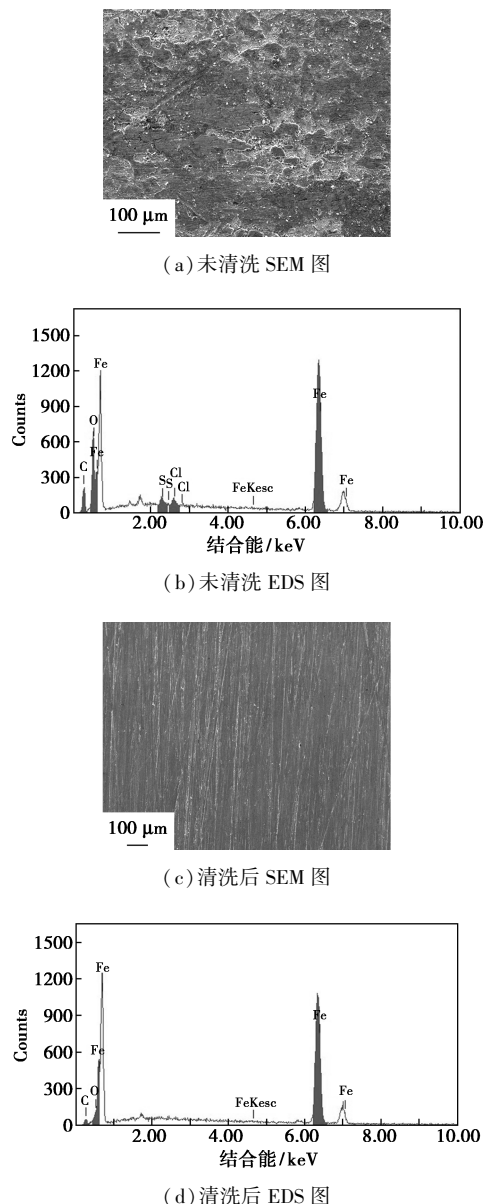 100 μm
(a)未清洗 SEM 图
1500
1200
900
600
300
0
Counts
C
O
Fe
Fe
S
S
Cl
Cl
FeKesc
Fe
Fe
2.00
4.00
6.00
8.00
10.00
结合能/keV
(b)未清洗 EDS 图
100 μm
(c)清洗后 SEM 图
1500
1200
900
600
300
0
Counts
C
O
Fe
Fe
FeKesc
Fe
Fe
2.00
4.00
6.00
8.00
10.00
结合能/keV
(d)清洗后 EDS 图